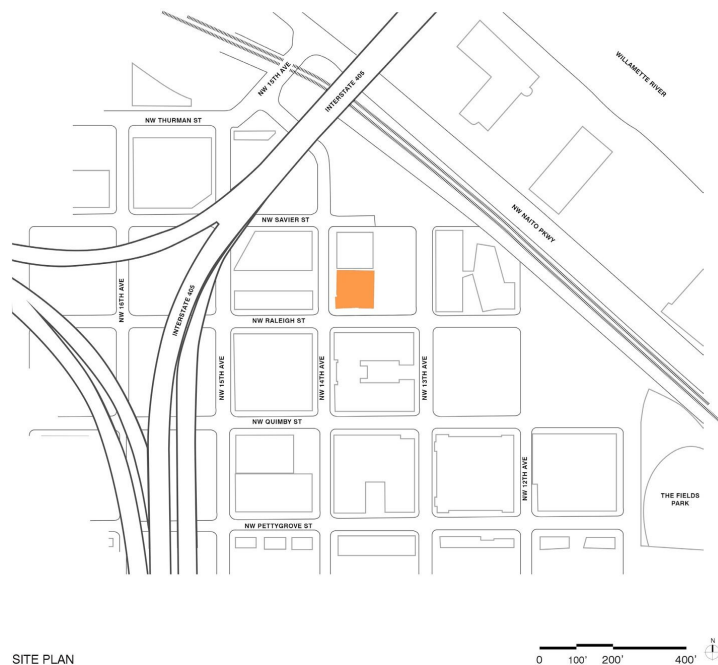 WILLAMETTE RIVER
NW 15TH AVE
INTERSTATE 405
NW THURMAN ST
NW SAVIER ST
NW NAITO PKWY
NW 16TH AVE
INTERSTATE 405
NW RALEIGH ST
NW 15TH AVE
NW 14TH AVE
NW 13TH AVE
NW QUIMBY ST
NW 12TH AVE
THE FIELDS
PARK
NW PETTYGROVE ST
N
SITE PLAN
0 100' 200' 400'